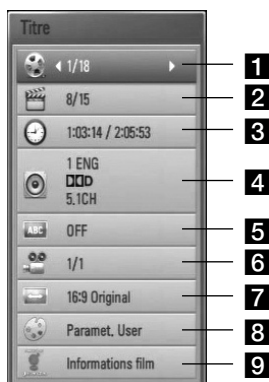 Titre
1/18 1
8/15 2
1:03:14 / 2:05:53 3
1 ENG
DD D
5.1CH 4
ABC OFF 5
1/1 6
16:9 Original 7
Paramet. User 8
Informations film 9